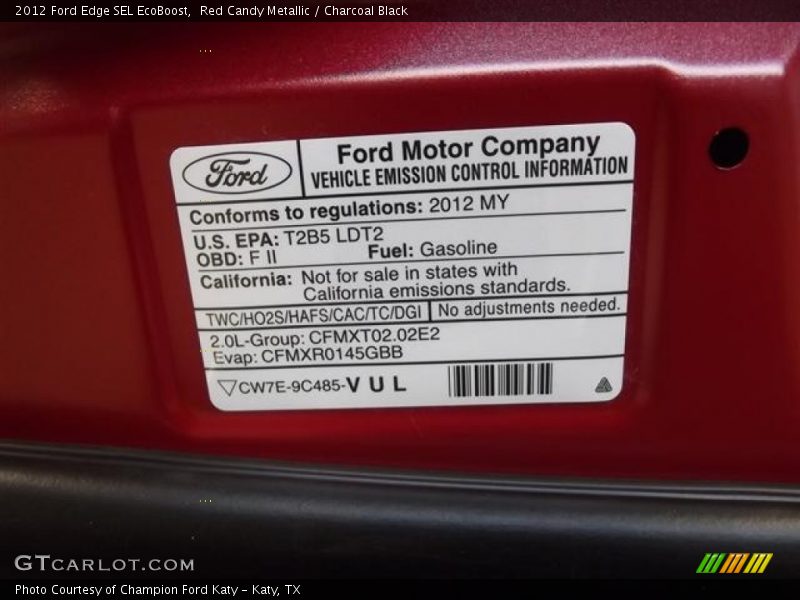 2012 Ford Edge SEL EcoBoost,  Red Candy Metallic / Charcoal Black
Ford
Ford Motor Company
VEHICLE EMISSION CONTROL INFORMATION
Conforms to regulations: 2012 MY
U.S. EPA: T2B5 LDT2
OBD: F II
Fuel: Gasoline
California: Not for sale in states with
California emissions standards.
TWC/HO2S/HAFS/CAC/TC/DGI
No adjustments needed.
2.0L-Group: CFMXT02.02E2
Evap: CFMXR0145GBB
CW7E-9C485-V U L
GTCARLOT.COM
Photo Courtesy of Champion Ford Katy – Katy, TX